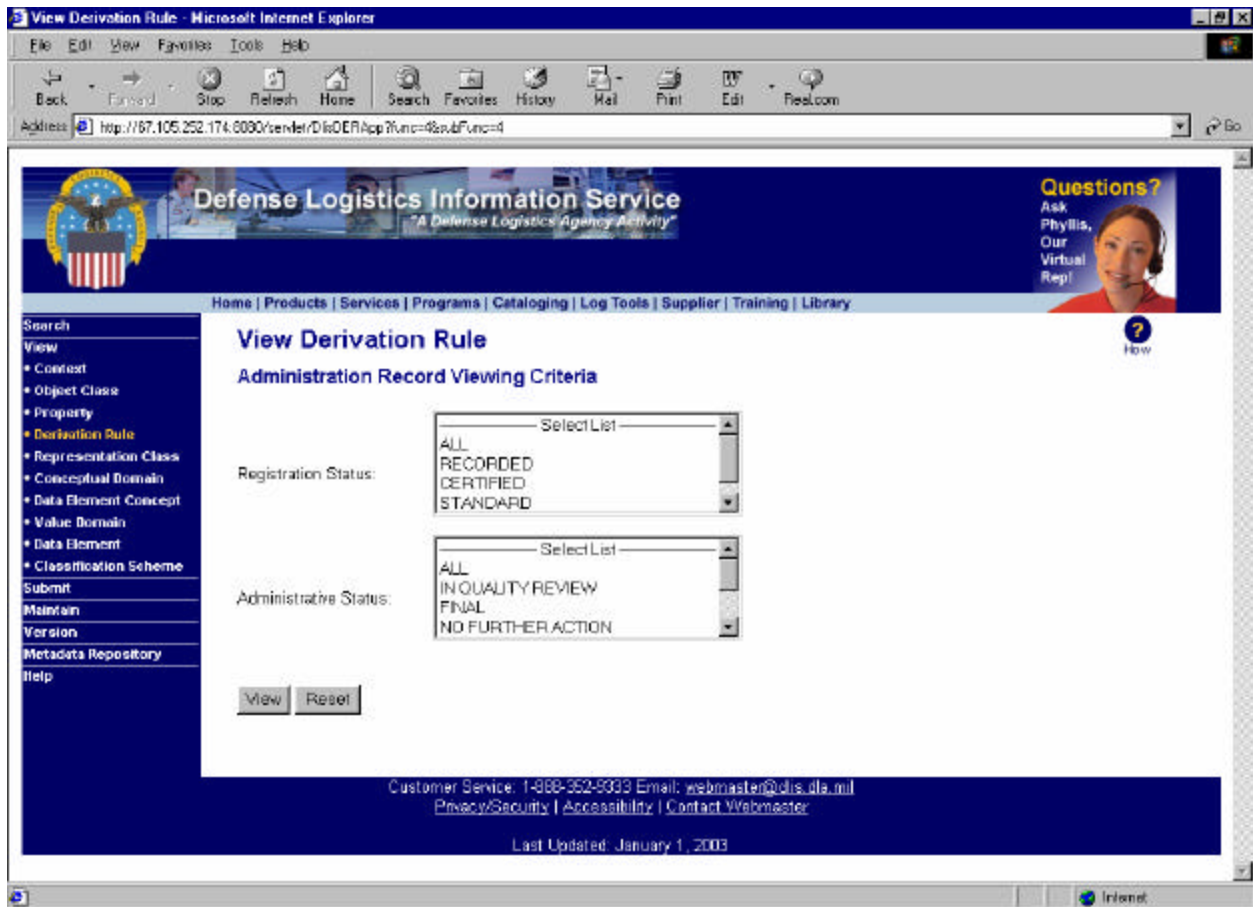 View Derivation Rule - Microsoft Internet Explorer
File Edit View Favorites Tools Help
Back Forward Stop Refresh Home Search Favorites History Mail Print Edit Real.com
Address http://67.105.252.174:8080/servlet/DlisDERApp?func=4&subFunc=4 Go
Defense Logistics Information Service
"A Defense Logistics Agency Activity"
Questions?
Ask
Phyllis,
Our
Virtual
Rep!
Home | Products | Services | Programs | Cataloging | Log Tools | Supplier | Training | Library
Search
View
• Context
• Object Class
• Property
• Derivation Rule
• Representation Class
• Conceptual Domain
• Data Element Concept
• Value Domain
• Data Element
• Classification Scheme
Submit
Maintain
Version
Metadata Repository
Help
View Derivation Rule
?
How
Administration Record Viewing Criteria
Registration Status:
Select List
ALL
RECORDED
CERTIFIED
STANDARD
Administrative Status:
Select List
ALL
IN QUALITY REVIEW
FINAL
NO FURTHER ACTION
View Reset
Customer Service: 1-888-352-9333 Email: webmaster@dlis.dla.mil
Privacy/Security | Accessibility | Contact Webmaster
Last Updated: January 1, 2003
Internet